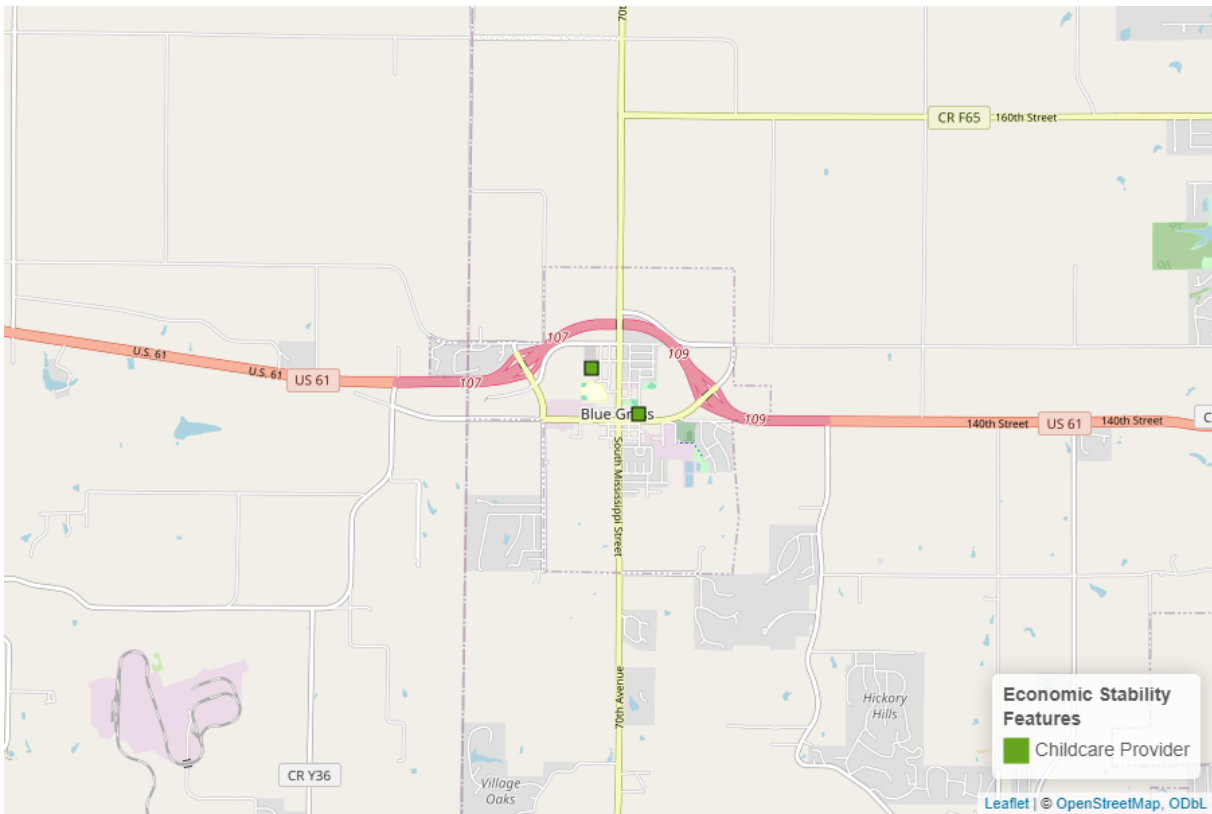 70th
CR F65
160th Street
107
109
U.S. 61
U.S. 61
US 61
107
Blue Grass
109
140th Street
US 61
140th Street
C
South Mississippi Street
70th Avenue
Hickory
Hills
CR Y36
Village
Oaks
Economic Stability
Features
Childcare Provider
Leaflet | © OpenStreetMap, ODbL